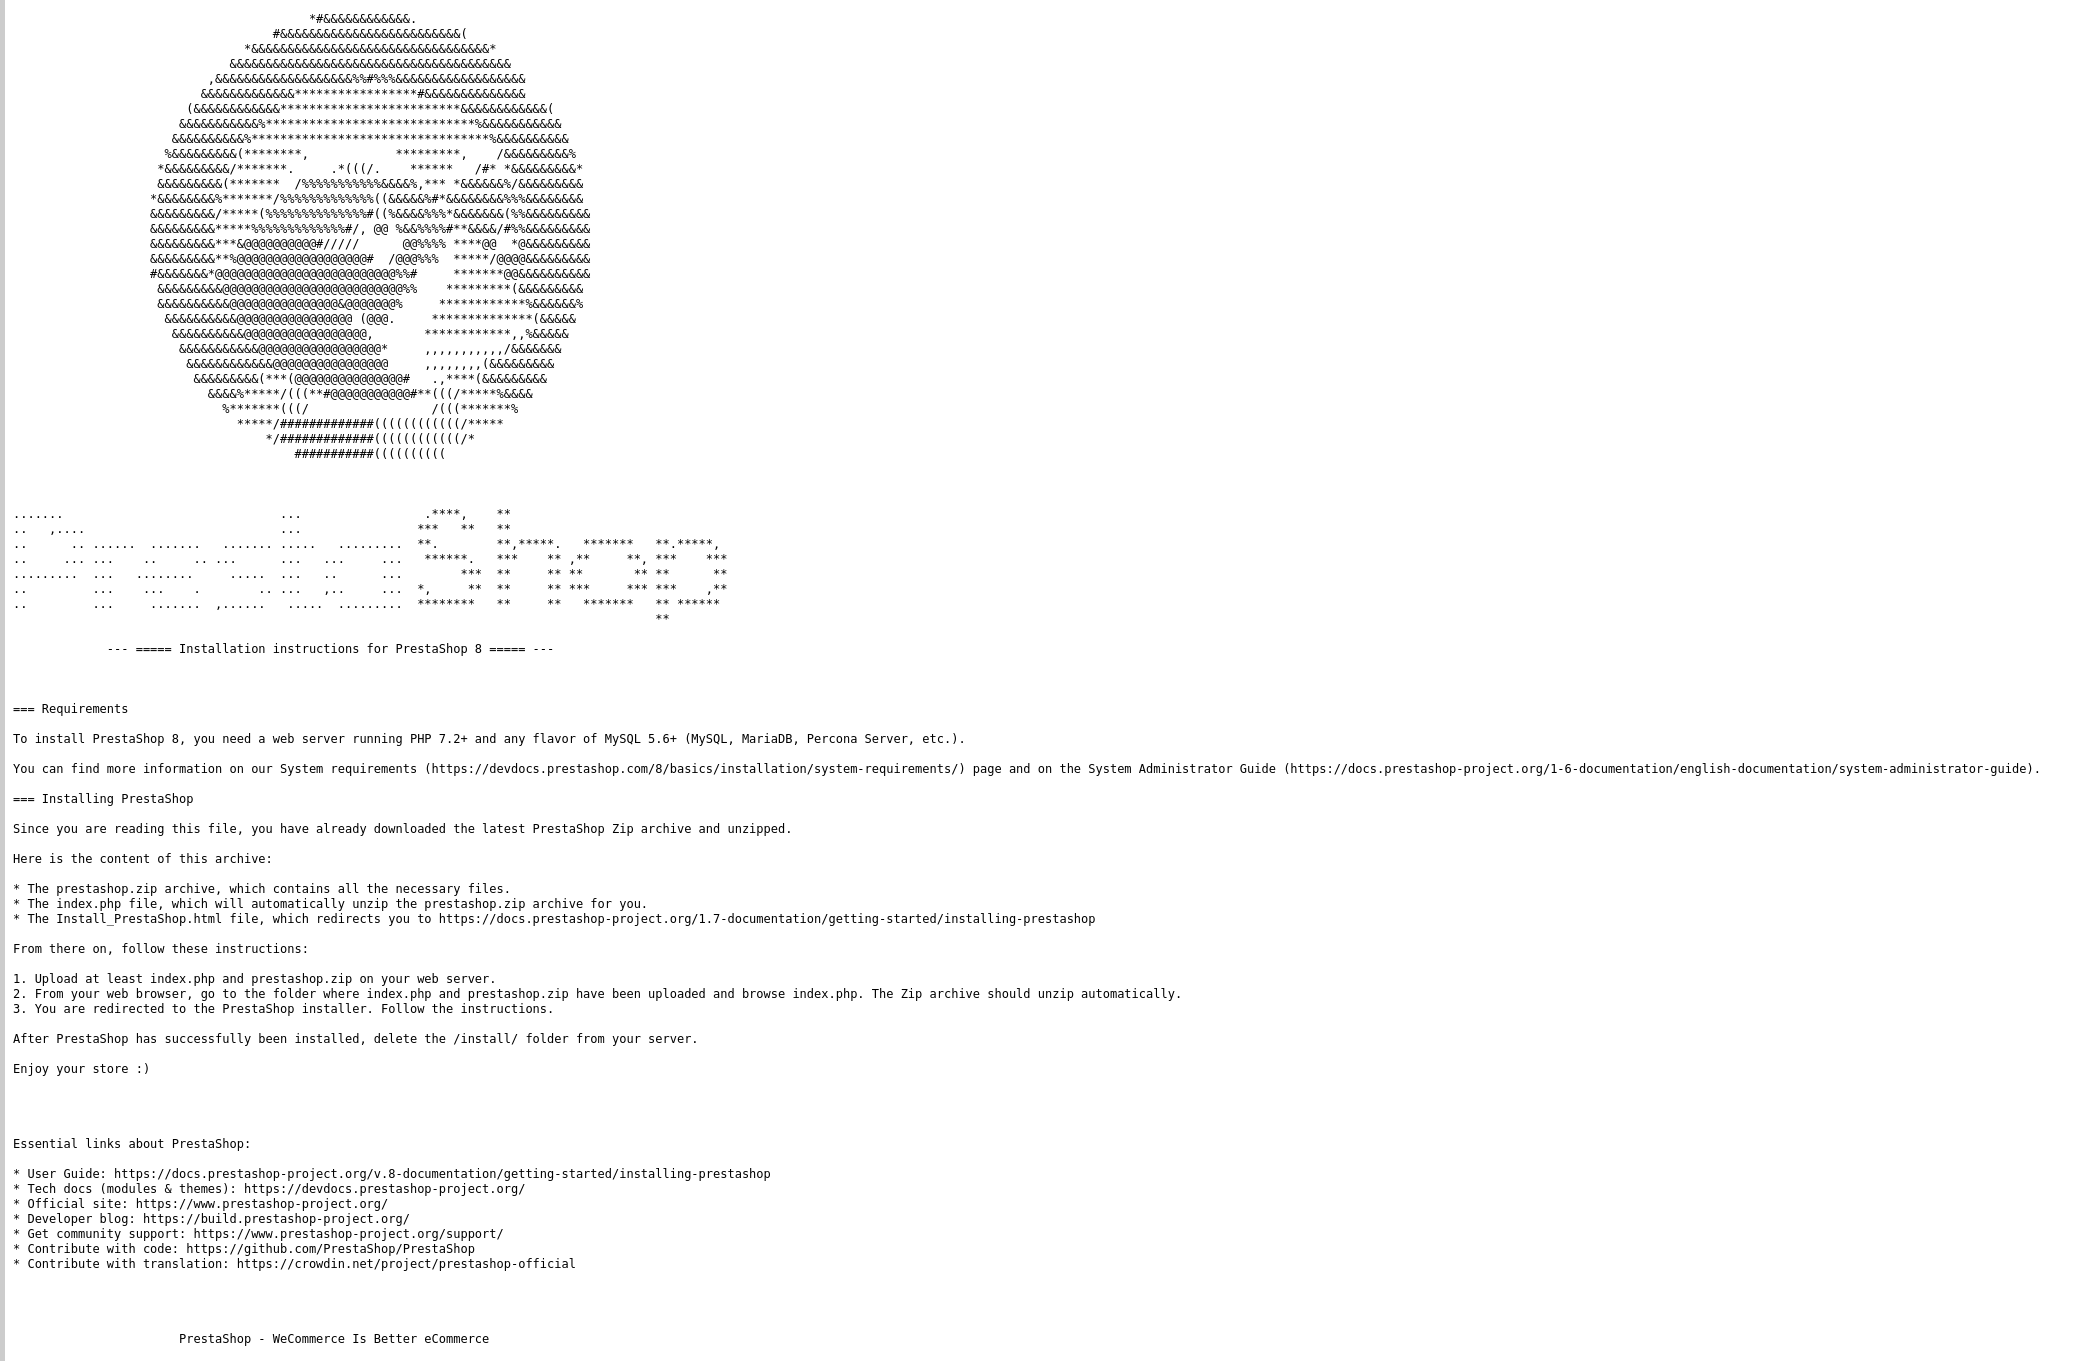 --- ===== Installation instructions for PrestaShop 8 ===== ---
=== Requirements
To install PrestaShop 8, you need a web server running PHP 7.2+ and any flavor of MySQL 5.6+ (MySQL, MariaDB, Percona Server, etc.).
You can find more information on our System requirements (https://devdocs.prestashop.com/8/basics/installation/system-requirements/) page and on the System Administrator Guide (https://docs.prestashop-project.org/1-6-documentation/english-documentation/system-administrator-guide).
=== Installing PrestaShop
Since you are reading this file, you have already downloaded the latest PrestaShop Zip archive and unzipped.
Here is the content of this archive:
* The prestashop.zip archive, which contains all the necessary files.
* The index.php file, which will automatically unzip the prestashop.zip archive for you.
* The Install_PrestaShop.html file, which redirects you to https://docs.prestashop-project.org/1.7-documentation/getting-started/installing-prestashop
From there on, follow these instructions:
1. Upload at least index.php and prestashop.zip on your web server.
2. From your web browser, go to the folder where index.php and prestashop.zip have been uploaded and browse index.php. The Zip archive should unzip automatically.
3. You are redirected to the PrestaShop installer. Follow the instructions.
After PrestaShop has successfully been installed, delete the /install/ folder from your server.
Enjoy your store :)
Essential links about PrestaShop:
* User Guide: https://docs.prestashop-project.org/v.8-documentation/getting-started/installing-prestashop
* Tech docs (modules & themes): https://devdocs.prestashop-project.org/
* Official site: https://www.prestashop-project.org/
* Developer blog: https://build.prestashop-project.org/
* Get community support: https://www.prestashop-project.org/support/
* Contribute with code: https://github.com/PrestaShop/PrestaShop
* Contribute with translation: https://crowdin.net/project/prestashop-official
PrestaShop - WeCommerce Is Better eCommerce